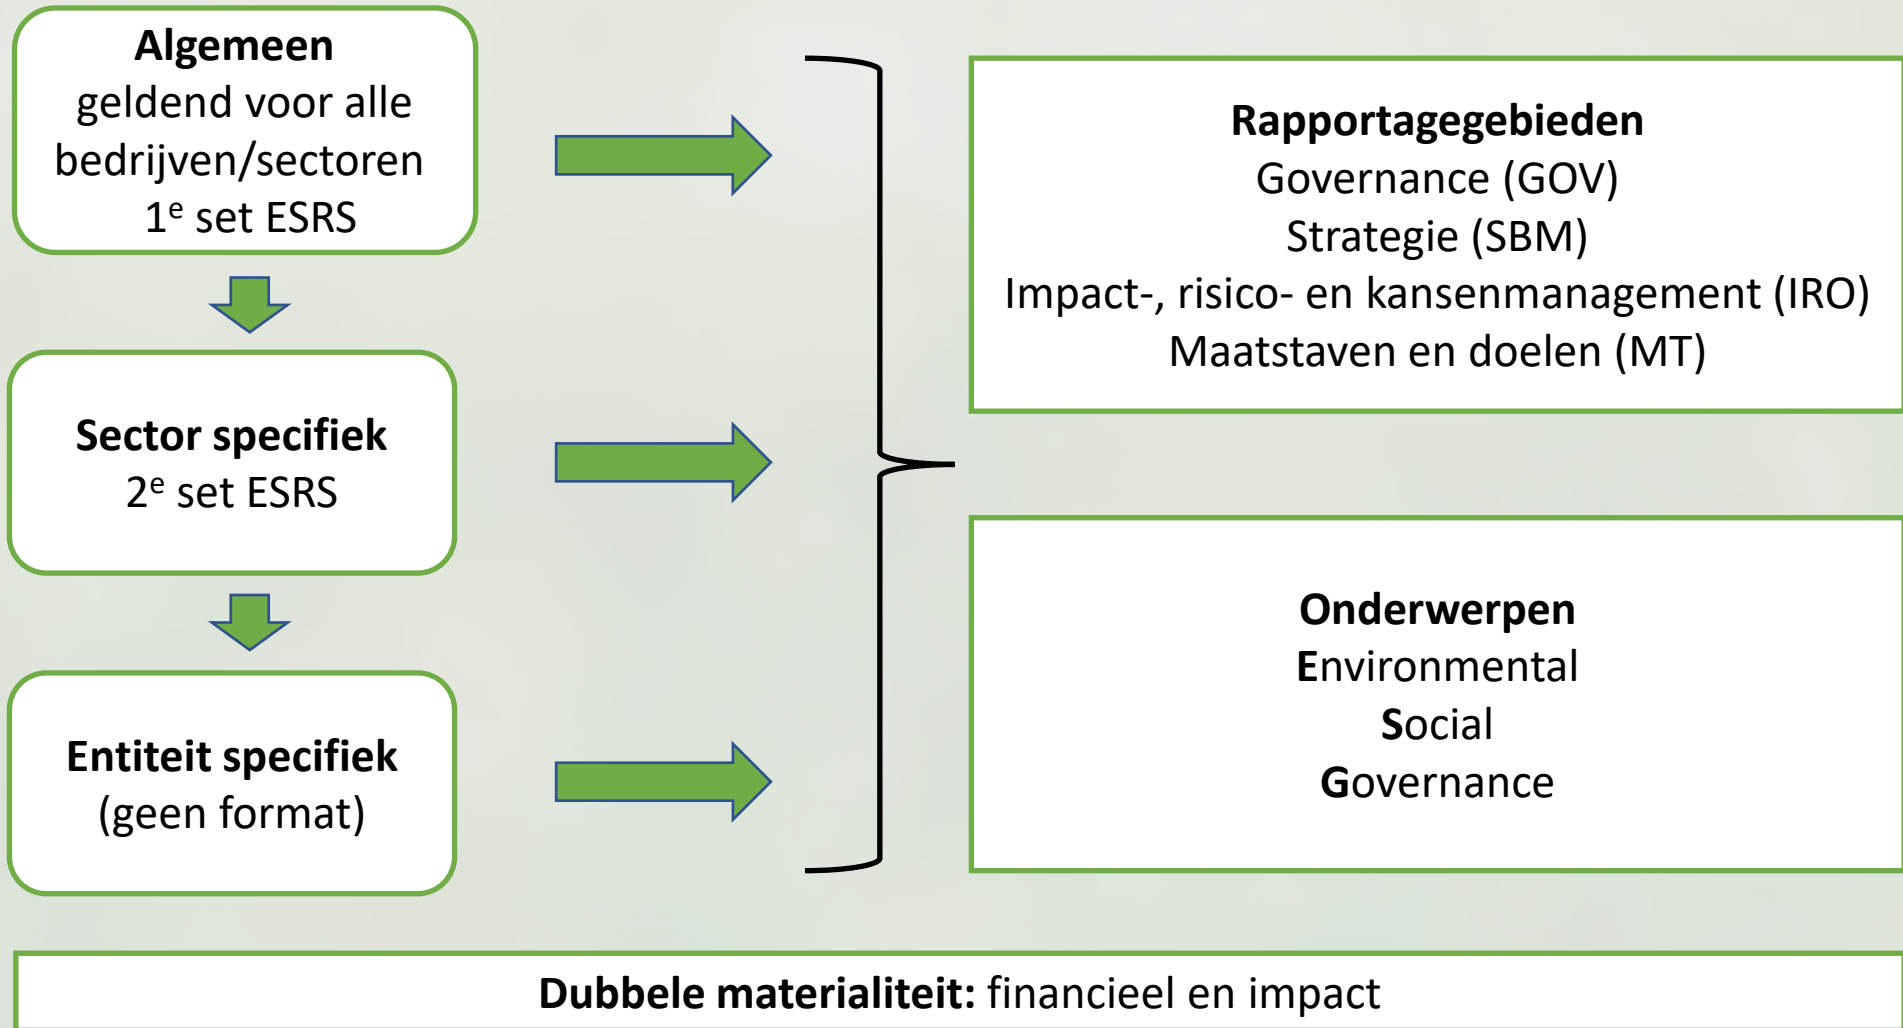 Algemeen
geldend voor alle
bedrijven/sectoren
1e set ESRS
Sector specifiek
2e set ESRS
Entiteit specifiek
(geen format)
Rapportagegebieden
Governance (GOV)
Strategie (SBM)
Impact-, risico- en kansenmanagement (IRO)
Maatstaven en doelen (MT)
Onderwerpen
Environmental
Social
Governance
Dubbele materialiteit: financieel en impact